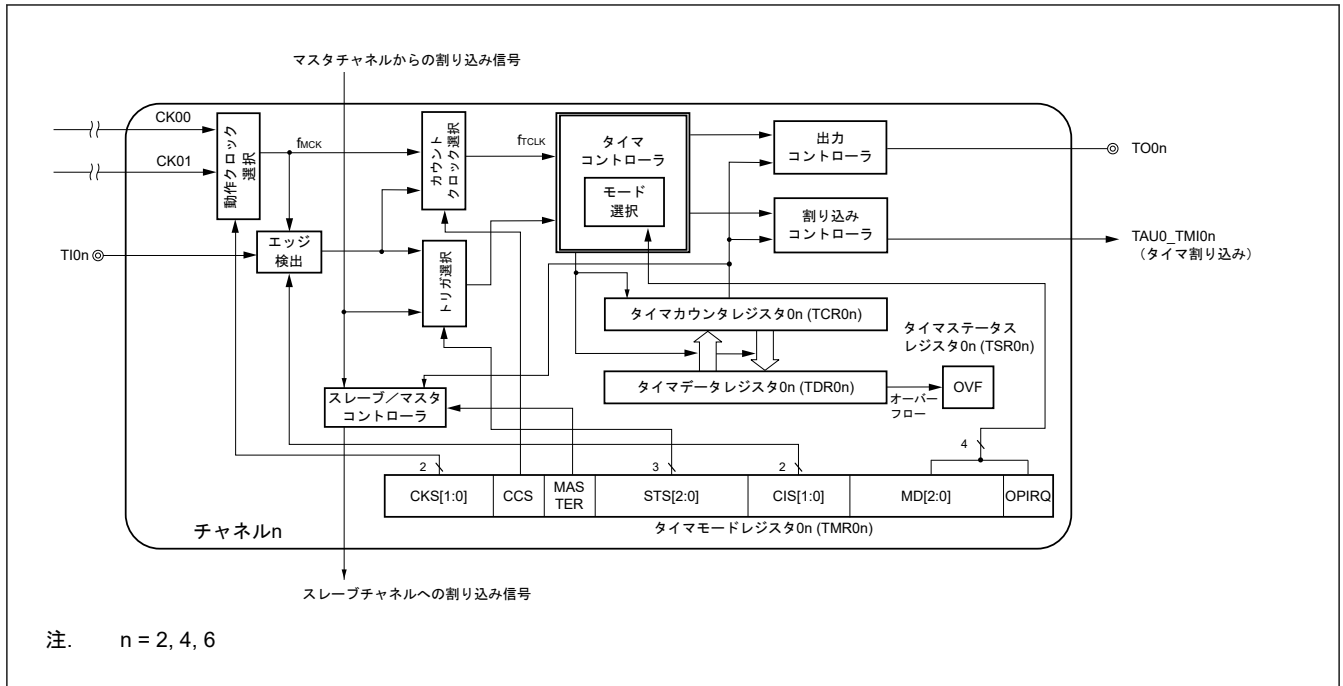 マスタチャネルからの割り込み信号
CK00
CK01
動作クロック
選択
fMCK
カウント
クロック選択
fTCLK
タイマ
コントローラ
モード
選択
出力
コントローラ
TO0n
割り込み
コントローラ
TAU0_TMI0n
（タイマ割り込み）
TI0n
エッジ
検出
トリガ選択
タイマカウンタレジスタ0n (TCR0n)
タイマステータス
レジスタ0n (TSR0n)
タイマデータレジスタ0n (TDR0n)
オーバー
フロー
OVF
スレーブ／マスタ
コントローラ
2
3
2
4
CKS[1:0]
CCS
MAS
TER
STS[2:0]
CIS[1:0]
MD[2:0]
OPIRQ
チャネルn
タイマモードレジスタ0n (TMR0n)
スレーブチャネルへの割り込み信号
注. n = 2, 4, 6